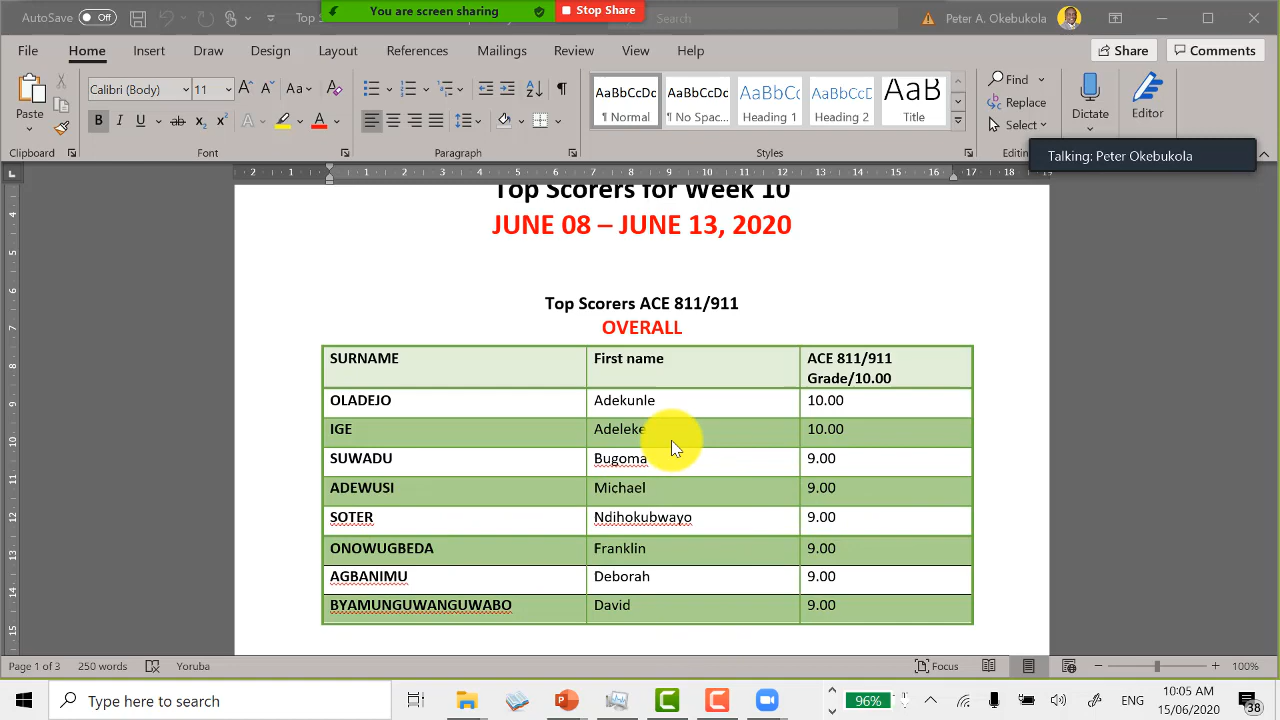 AutoSave Off Top S You are screen sharing Stop Share Search Peter A. Okebukola
File Home Insert Draw Design Layout References Mailings Review View Help Share Comments
Paste Calibri (Body) 11 Aa AaBbCcDc AaBbCcDc AaBbCc AaBbCcD AaB Find Replace Select Dictate Editor
¶ Normal ¶ No Spac... Heading 1 Heading 2 Title
Clipboard Font Paragraph Styles Editin
Talking: Peter Okebukola
Top Scorers for Week 10
JUNE 08 – JUNE 13, 2020
Top Scorers ACE 811/911
OVERALL
SURNAME First name ACE 811/911
Grade/10.00
OLADEJO Adekunle 10.00
IGE Adeleke 10.00
SUWADU Bugoma 9.00
ADEWUSI Michael 9.00
SOTER Ndihokubwayo 9.00
ONOWUGBEDA Franklin 9.00
AGBANIMU Deborah 9.00
BYAMUNGUWANGUWABO David 9.00
Page 1 of 3 250 words Yoruba Focus 100%
Type here to search 96% ENG 10:05 AM
15/06/2020 38